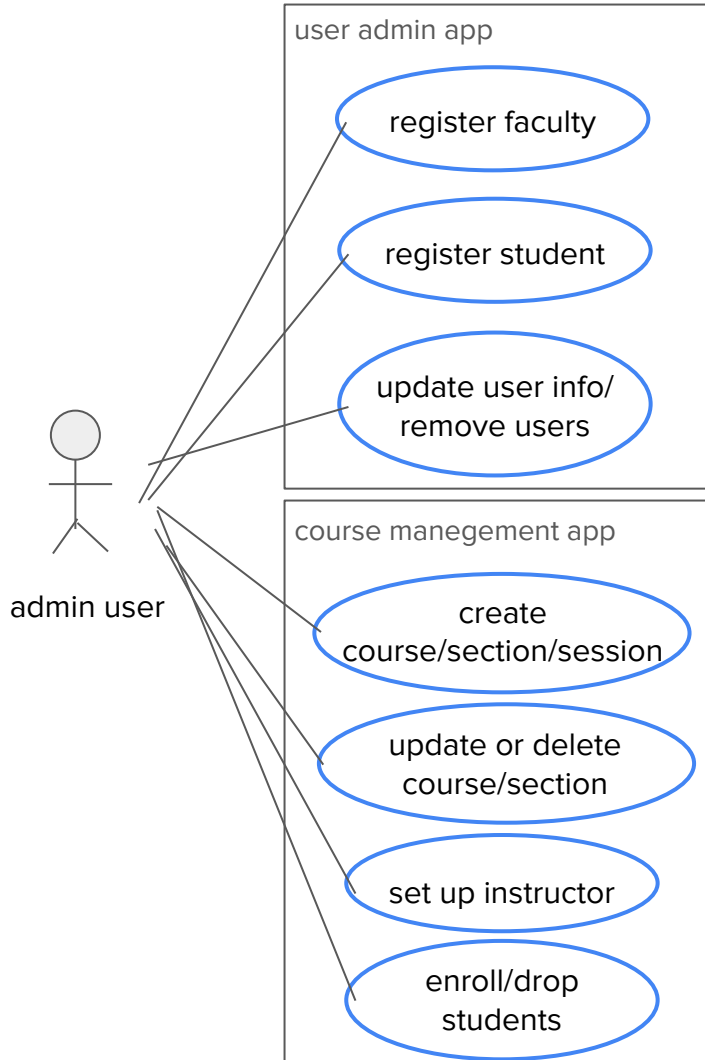 user admin app
register faculty
register student
update user info/
remove users
admin user
course manegement app
create
course/section/session
update or delete
course/section
set up instructor
enroll/drop
students